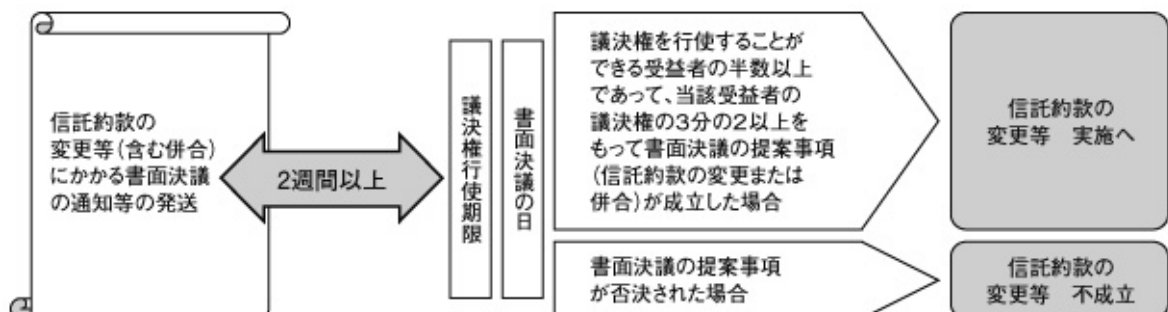 信託約款の
変更等(含む併合)
にかかる書面決議
の通知等の発送
2週間以上
議決権行使期限
書面決議の日
議決権を行使することが
できる受益者の半数以上
であって、当該受益者の
議決権の3分の2以上を
もって書面決議の提案事項
(信託約款の変更または
併合)が成立した場合
信託約款の
変更等　実施へ
書面決議の提案事項
が否決された場合
信託約款の
変更等　不成立